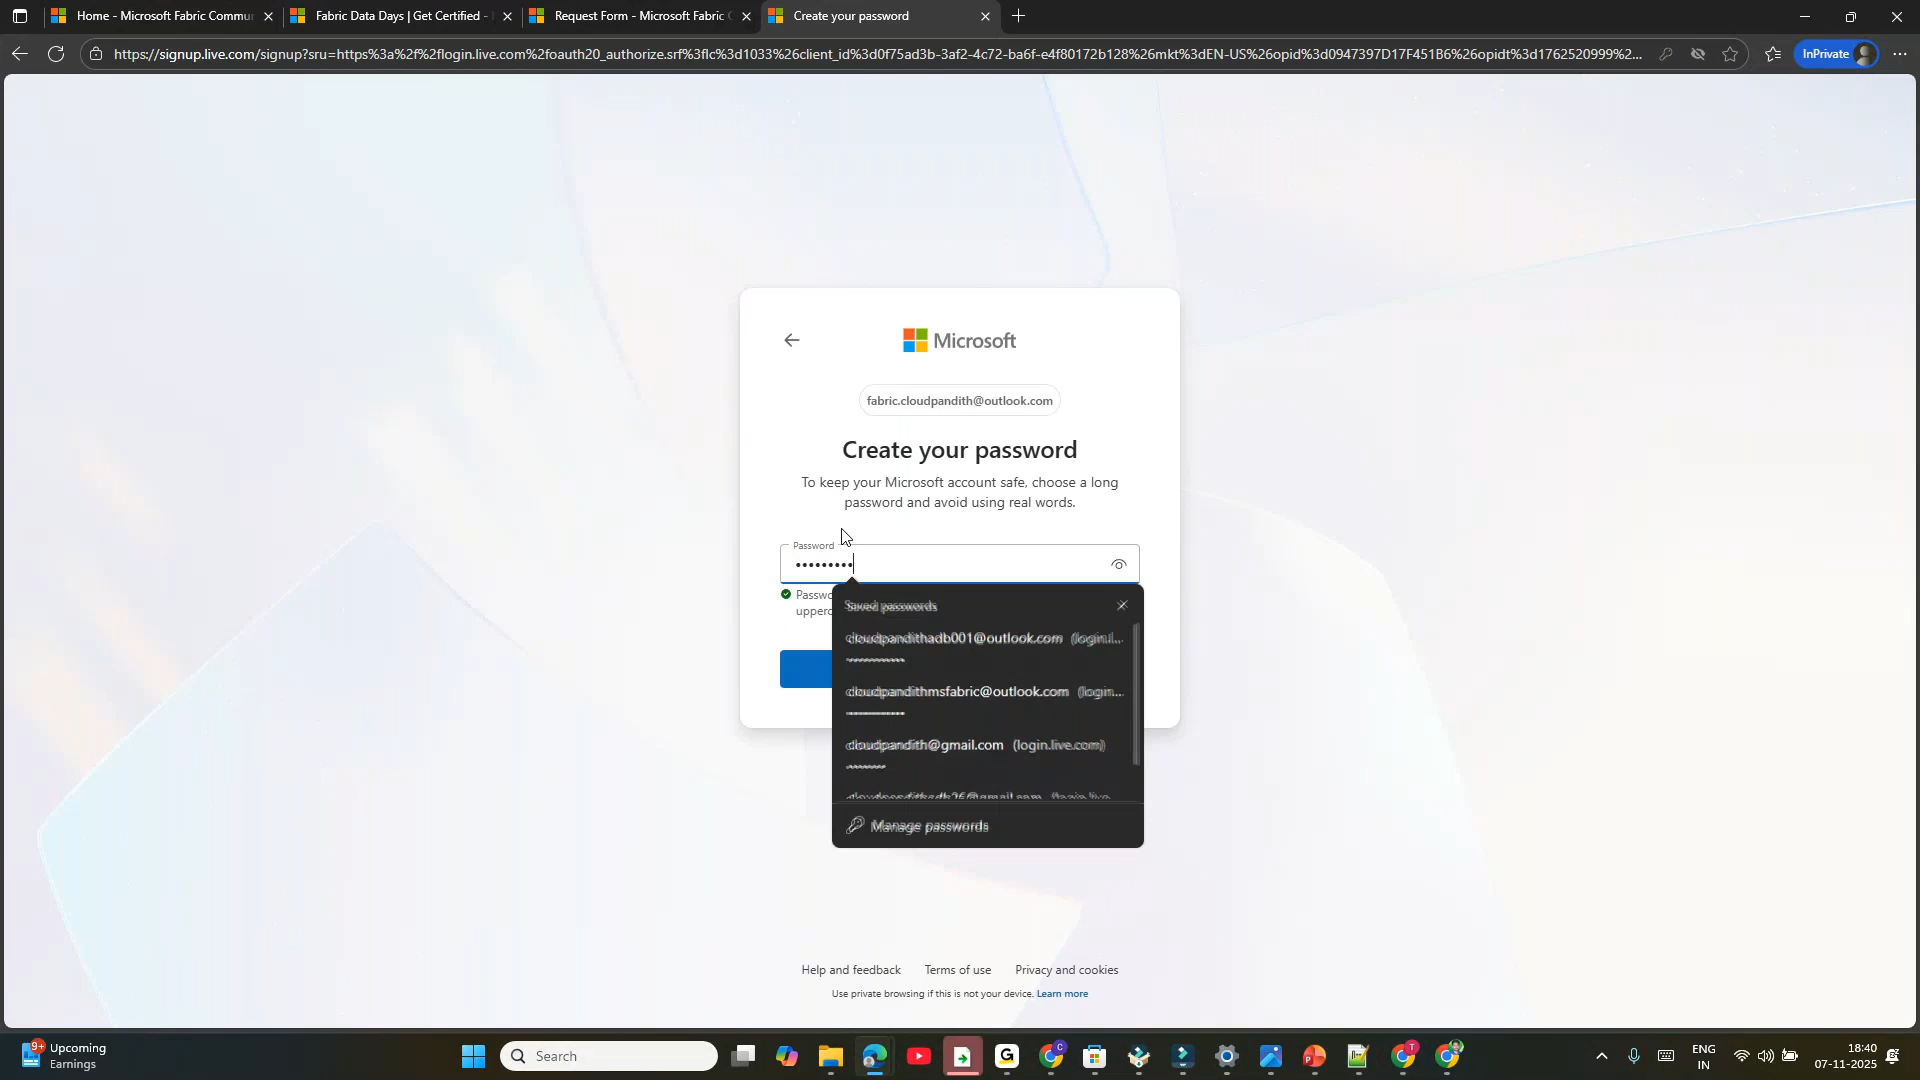 Home - Microsoft Fabric Commu
Fabric Data Days | Get Certified -
Request Form - Microsoft Fabric
Create your password
https://signup.live.com/signup?sru=https%3a%2f%2flogin.live.com%2foauth20_authorize.srf%3flc%3d1033%26client_id%3d0f75ad3b-3af2-4c72-ba6f-e4f80172b128%26mkt%3dEN-US%26opid%3d0947397D17F451B6%26opidt%3d1762520999%2...
InPrivate
Microsoft
fabric.cloudpandith@outlook.com
Create your password
To keep your Microsoft account safe, choose a long
password and avoid using real words.
Password
Passwo
upperc
Saved passwords
cloudpandithadb001@outlook.com (login.l...
cloudpandithmsfabric@outlook.com (login...
cloudpandith@gmail.com (login.live.com)
Manage passwords
Help and feedback Terms of use Privacy and cookies
Use private browsing if this is not your device. Learn more
9+
Upcoming
Earnings
Search
ENG
IN
18:40
07-11-2025